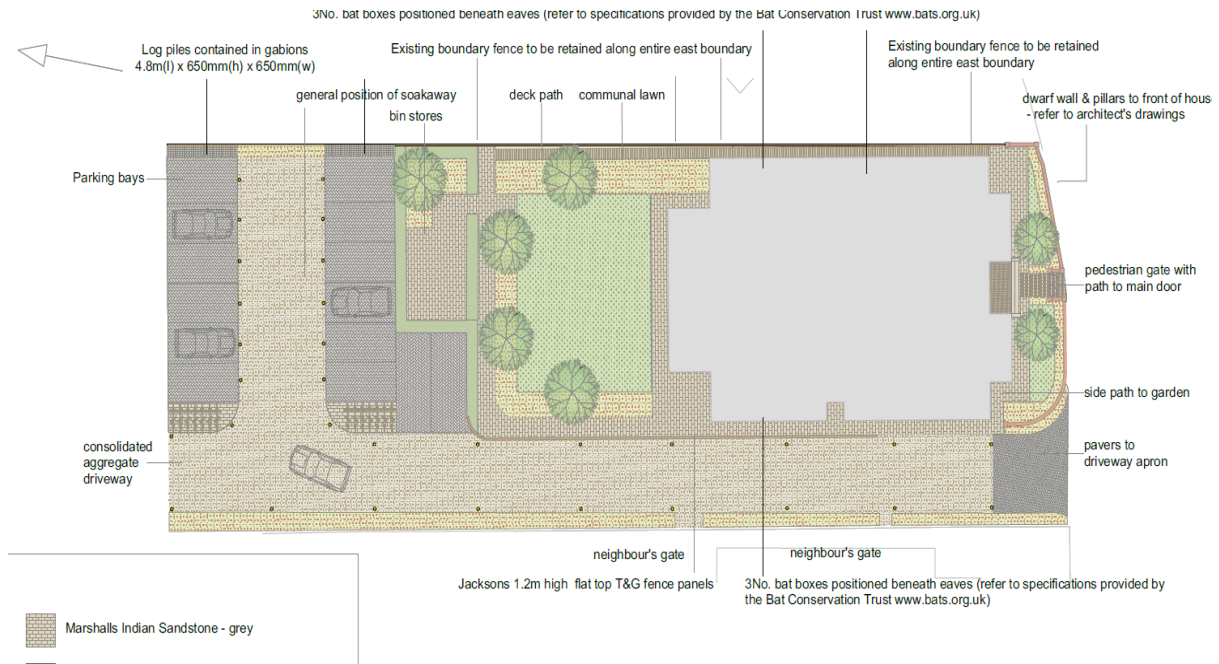 3No. bat boxes positioned beneath eaves (refer to specifications provided by the Bat Conservation Trust www.bats.org.uk)
Log piles contained in gabions
4.8m(l) x 650mm(h) x 650mm(w)
Existing boundary fence to be retained along entire east boundary
Existing boundary fence to be retained
along entire east boundary
general position of soakaway
bin stores
deck path
communal lawn
dwarf wall & pillars to front of hous
- refer to architect's drawings
Parking bays
pedestrian gate with
path to main door
side path to garden
consolidated
aggregate
driveway
pavers to
driveway apron
neighbour's gate
neighbour's gate
Jacksons 1.2m high flat top T&G fence panels
3No. bat boxes positioned beneath eaves (refer to specifications provided by
the Bat Conservation Trust www.bats.org.uk)
Marshalls Indian Sandstone - grey